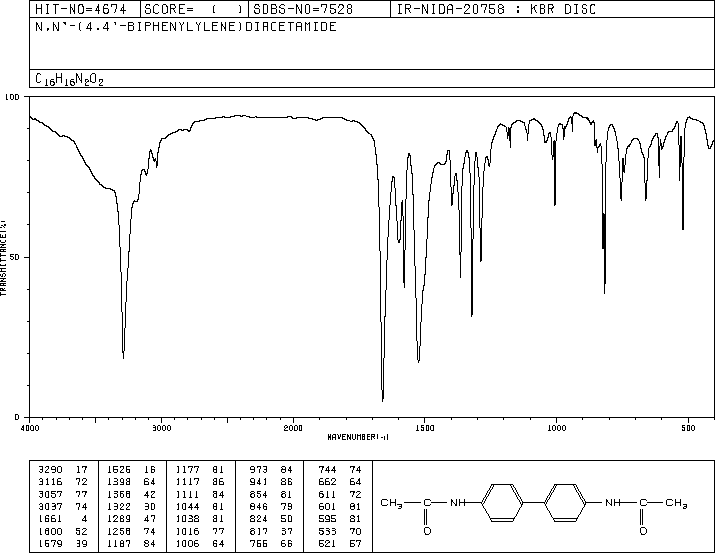 HIT-NO=4674 SCORE= ( ) SDBS-NO=7528 IR-NIDA-20758 : KBR DISC
N,N'-(4,4'-BIPHENYLYLENE)DIACETAMIDE
C16H16N2O2
100
50
0
TRANSMITTANCE(%)
4000 3000 2000 1500 1000 500
WAVENUMBER(-1)
3290 17 1526 16 1177 81 973 84 744 74
3116 72 1398 64 1117 86 941 86 662 64
3057 77 1368 42 1111 84 854 81 611 72
3037 74 1322 30 1044 81 846 79 601 81
1661 4 1289 47 1038 81 824 50 595 81
1600 52 1258 74 1016 77 817 37 533 70
1579 39 1187 84 1006 64 756 66 521 57
CH3 C NH NH C CH3
O O